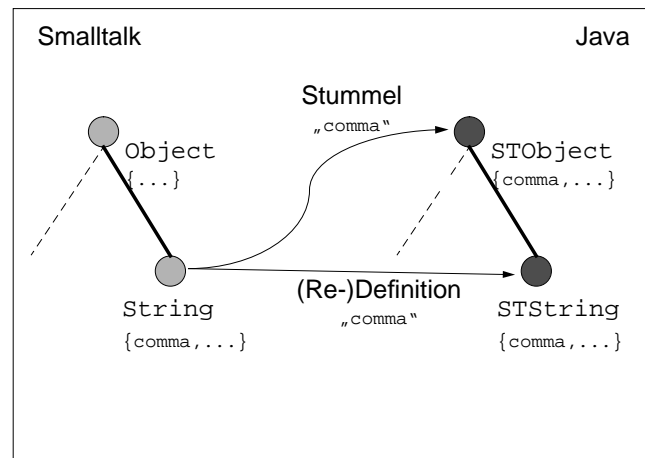 Smalltalk
Java
Stummel
„comma“
Object
{...}
STObject
{comma,...}
(Re-)Definition
„comma“
String
{comma,...}
STString
{comma,...}